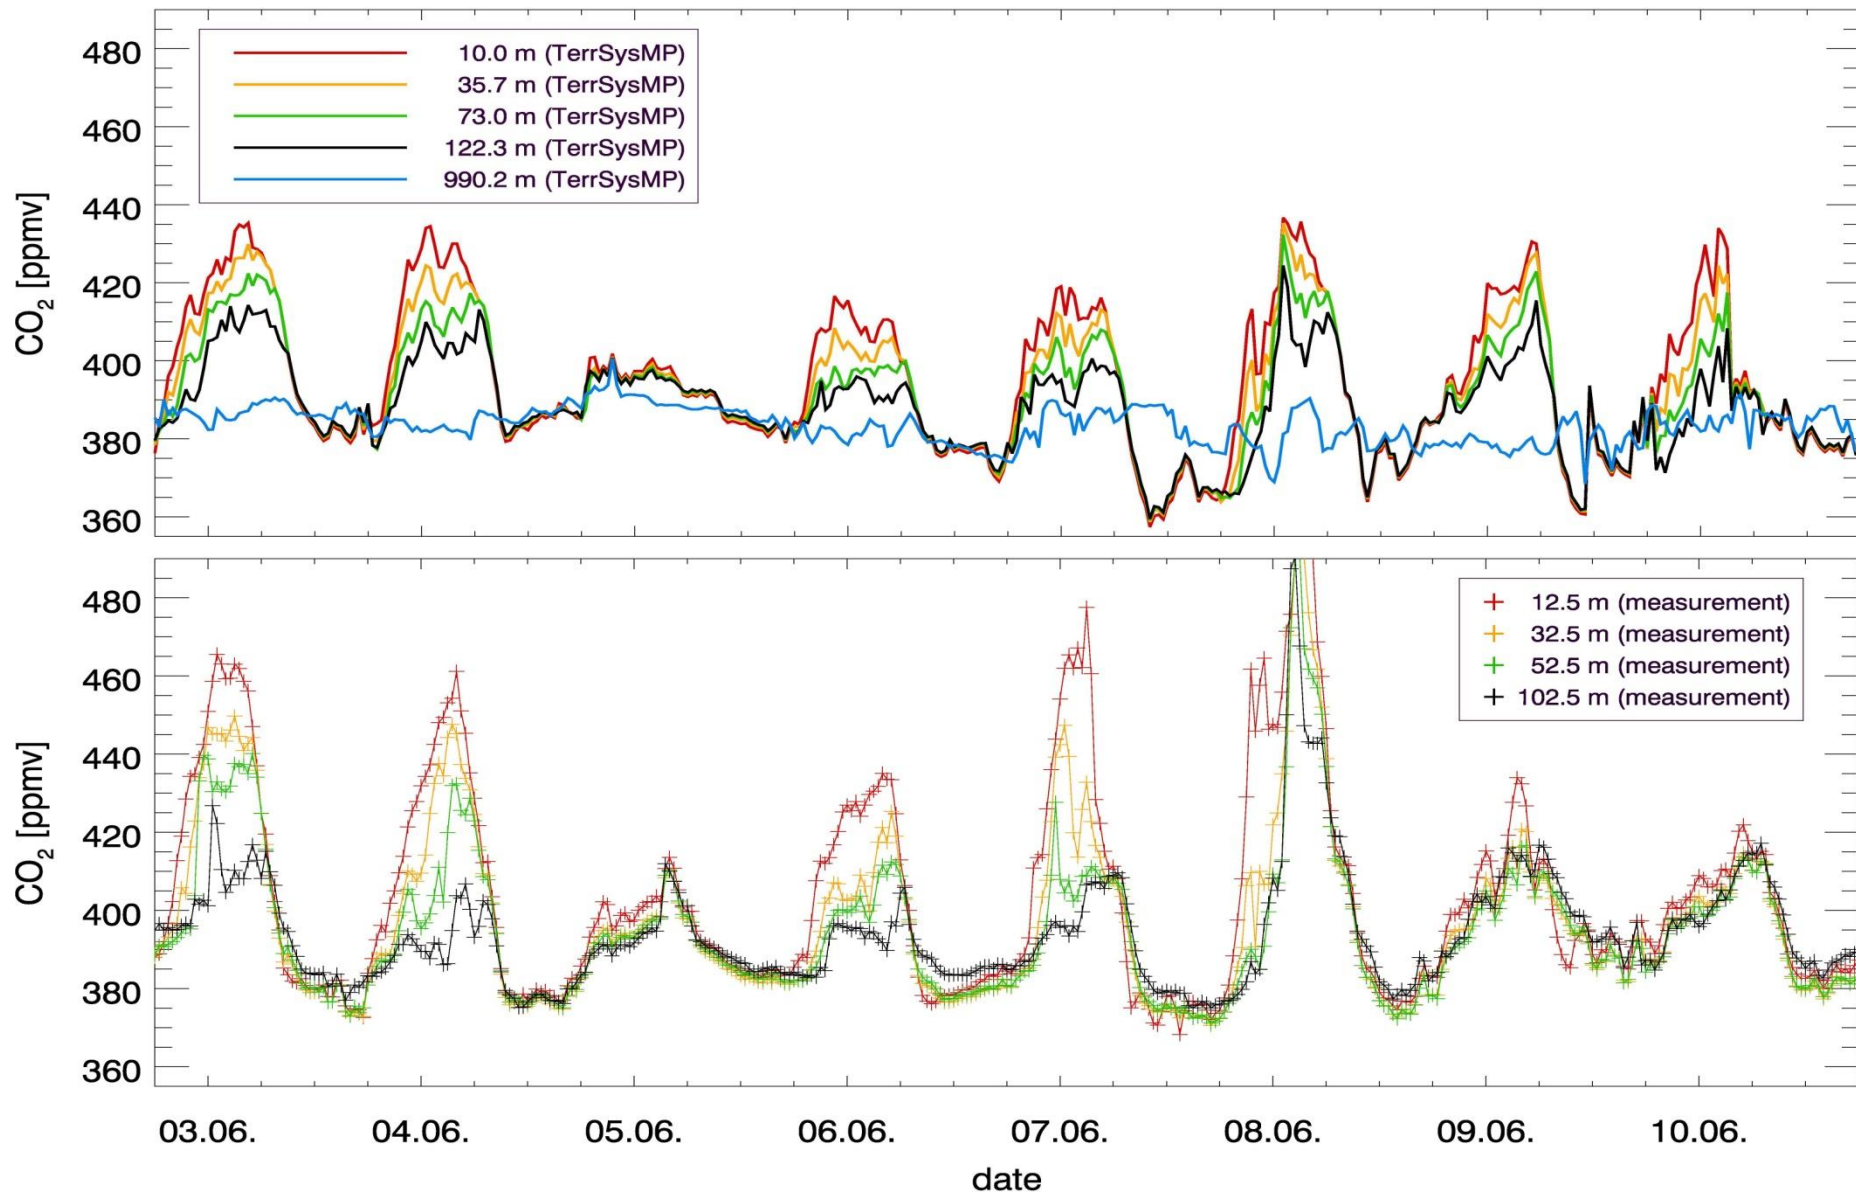 480
460
440
420
400
380
360
CO₂ [ppmv]
10.0 m (TerrSysMP)
35.7 m (TerrSysMP)
73.0 m (TerrSysMP)
122.3 m (TerrSysMP)
990.2 m (TerrSysMP)
480
460
440
420
400
380
360
CO₂ [ppmv]
12.5 m (measurement)
32.5 m (measurement)
52.5 m (measurement)
102.5 m (measurement)
03.06. 04.06. 05.06. 06.06. 07.06. 08.06. 09.06. 10.06.
date